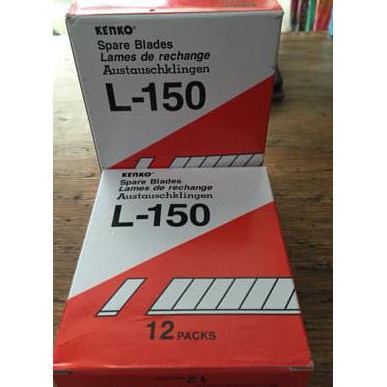 KENKO®
Spare Blades
Lames de rechange
Austauschklingen
L-150
KENKO®
Spare Blades
Lames de rechange
Austauschklingen
L-150
12 PACKS